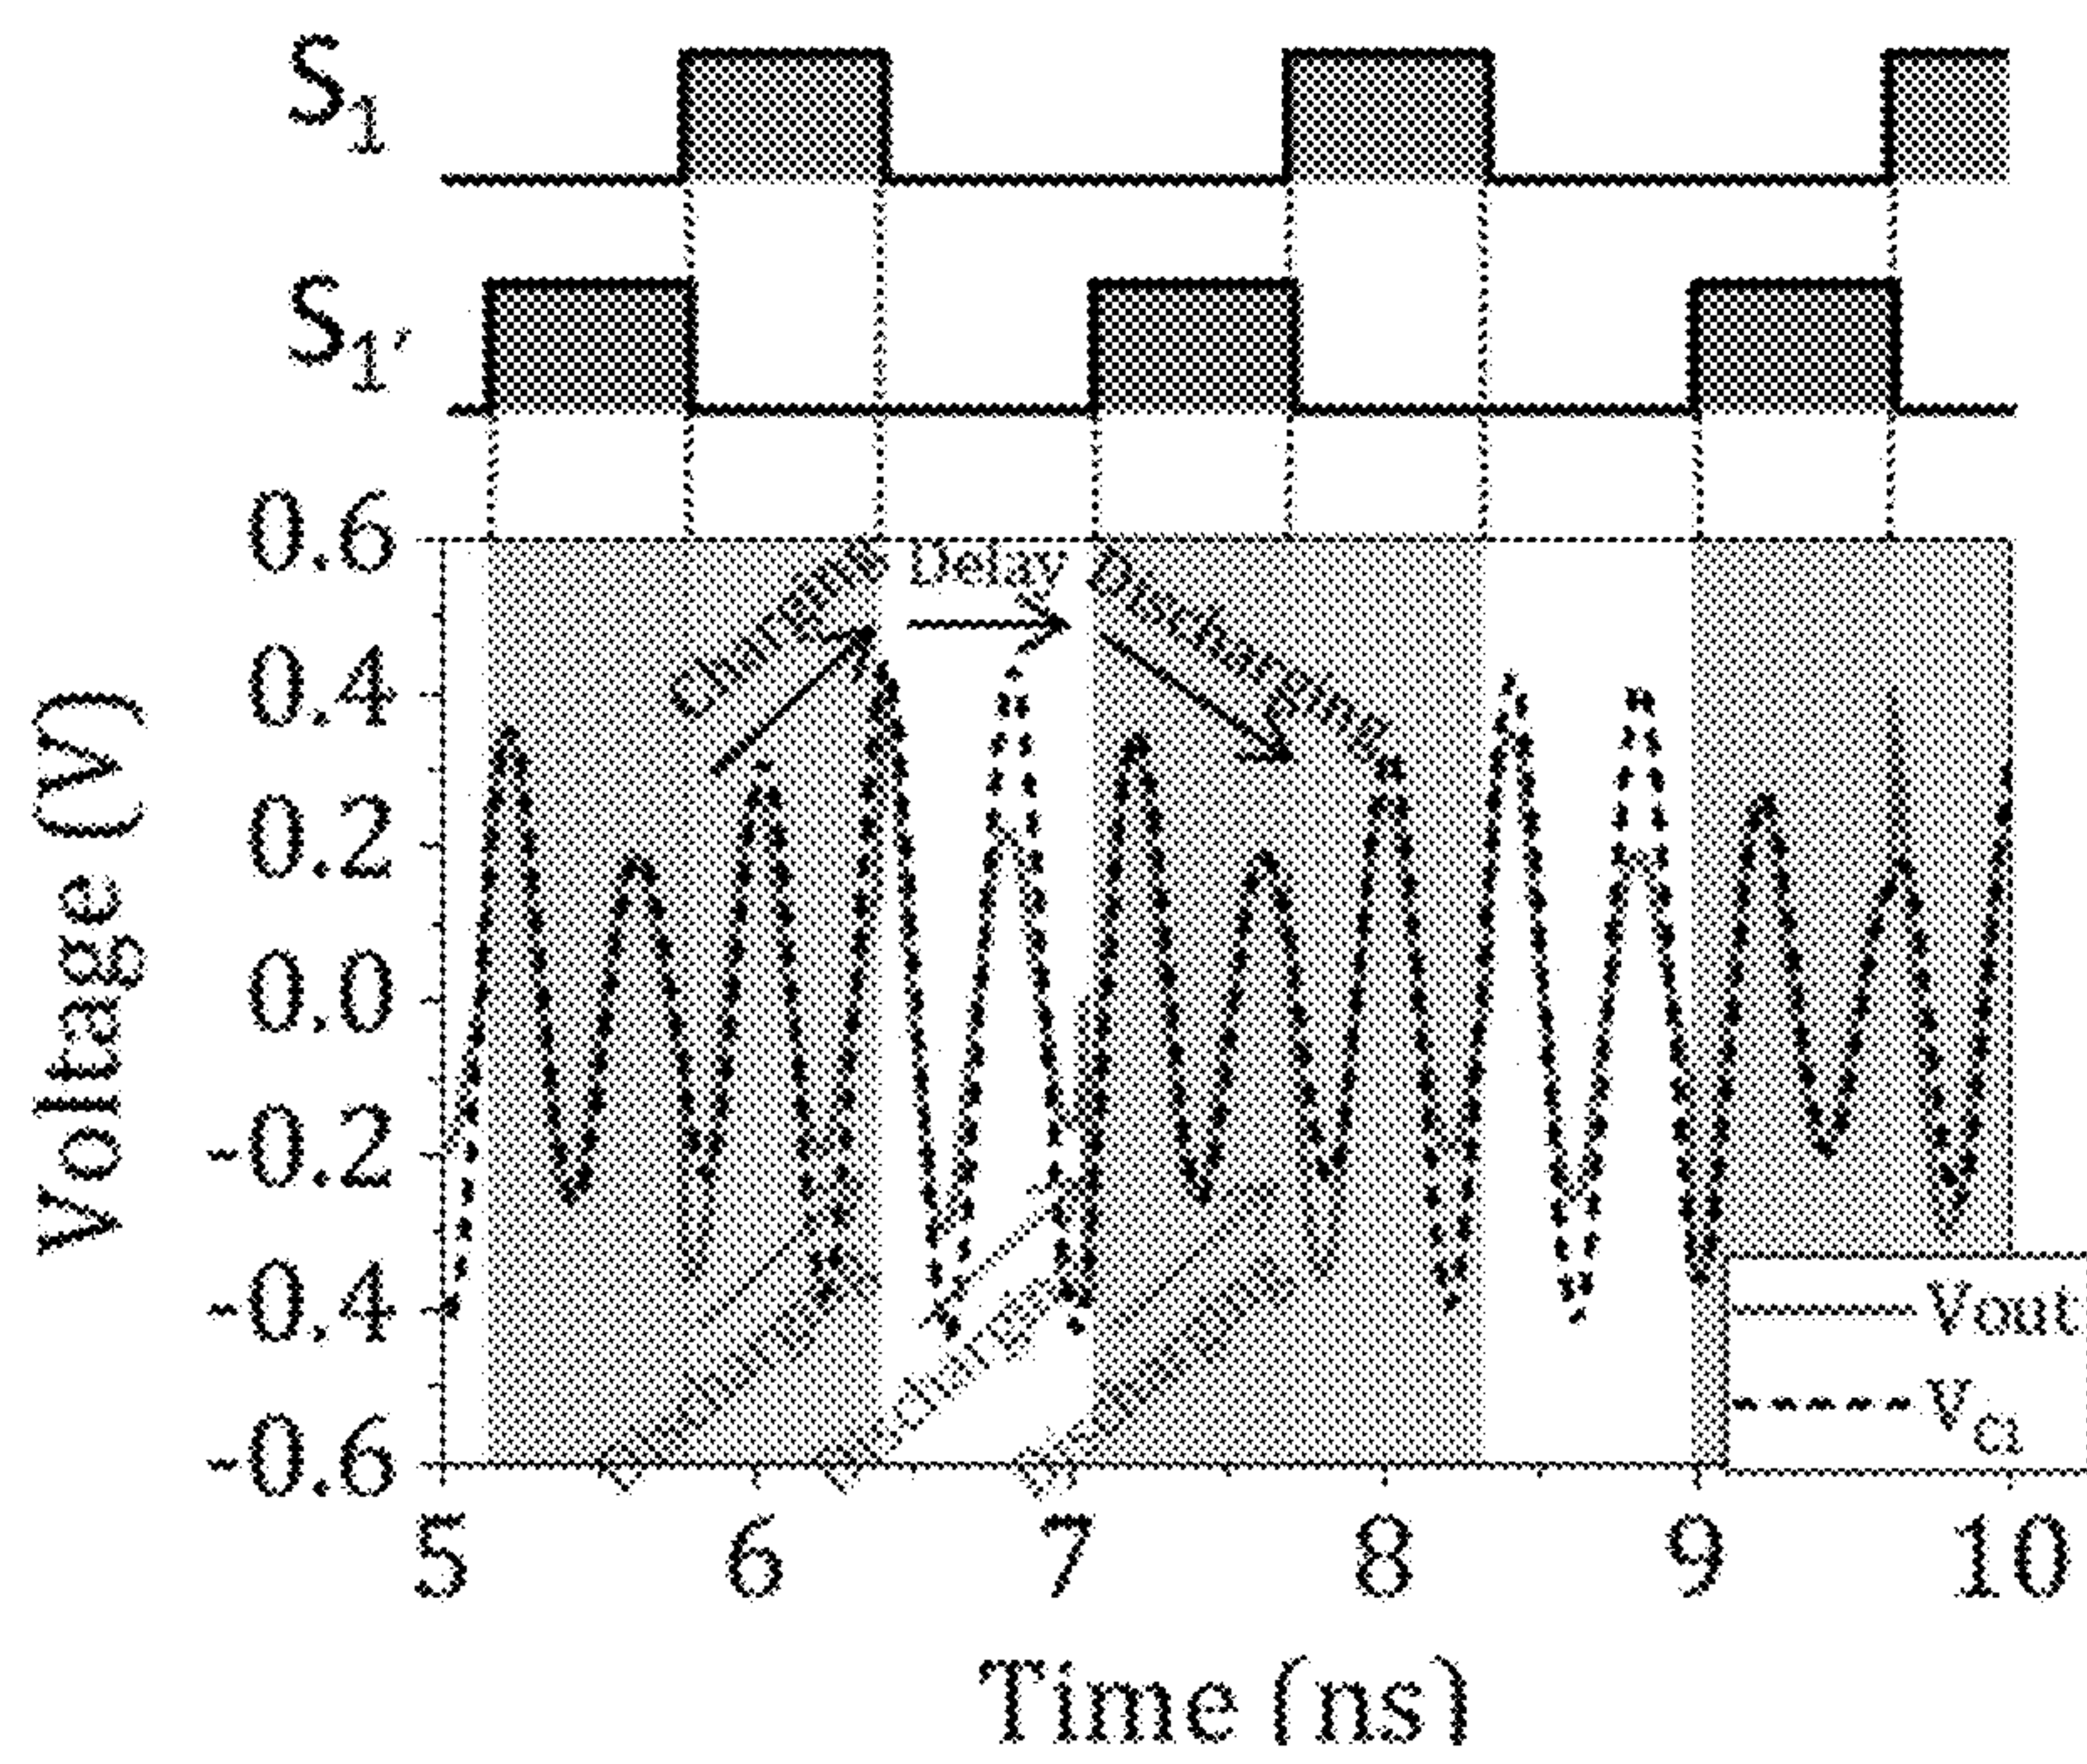 S1
S1'
0.6
Charging
Delay
Discharging
0.4
0.2
0.0
-0.2
-0.4
-0.6
Voltage (V)
Vout
VC1
5 6 7 8 9 10
Time (ns)